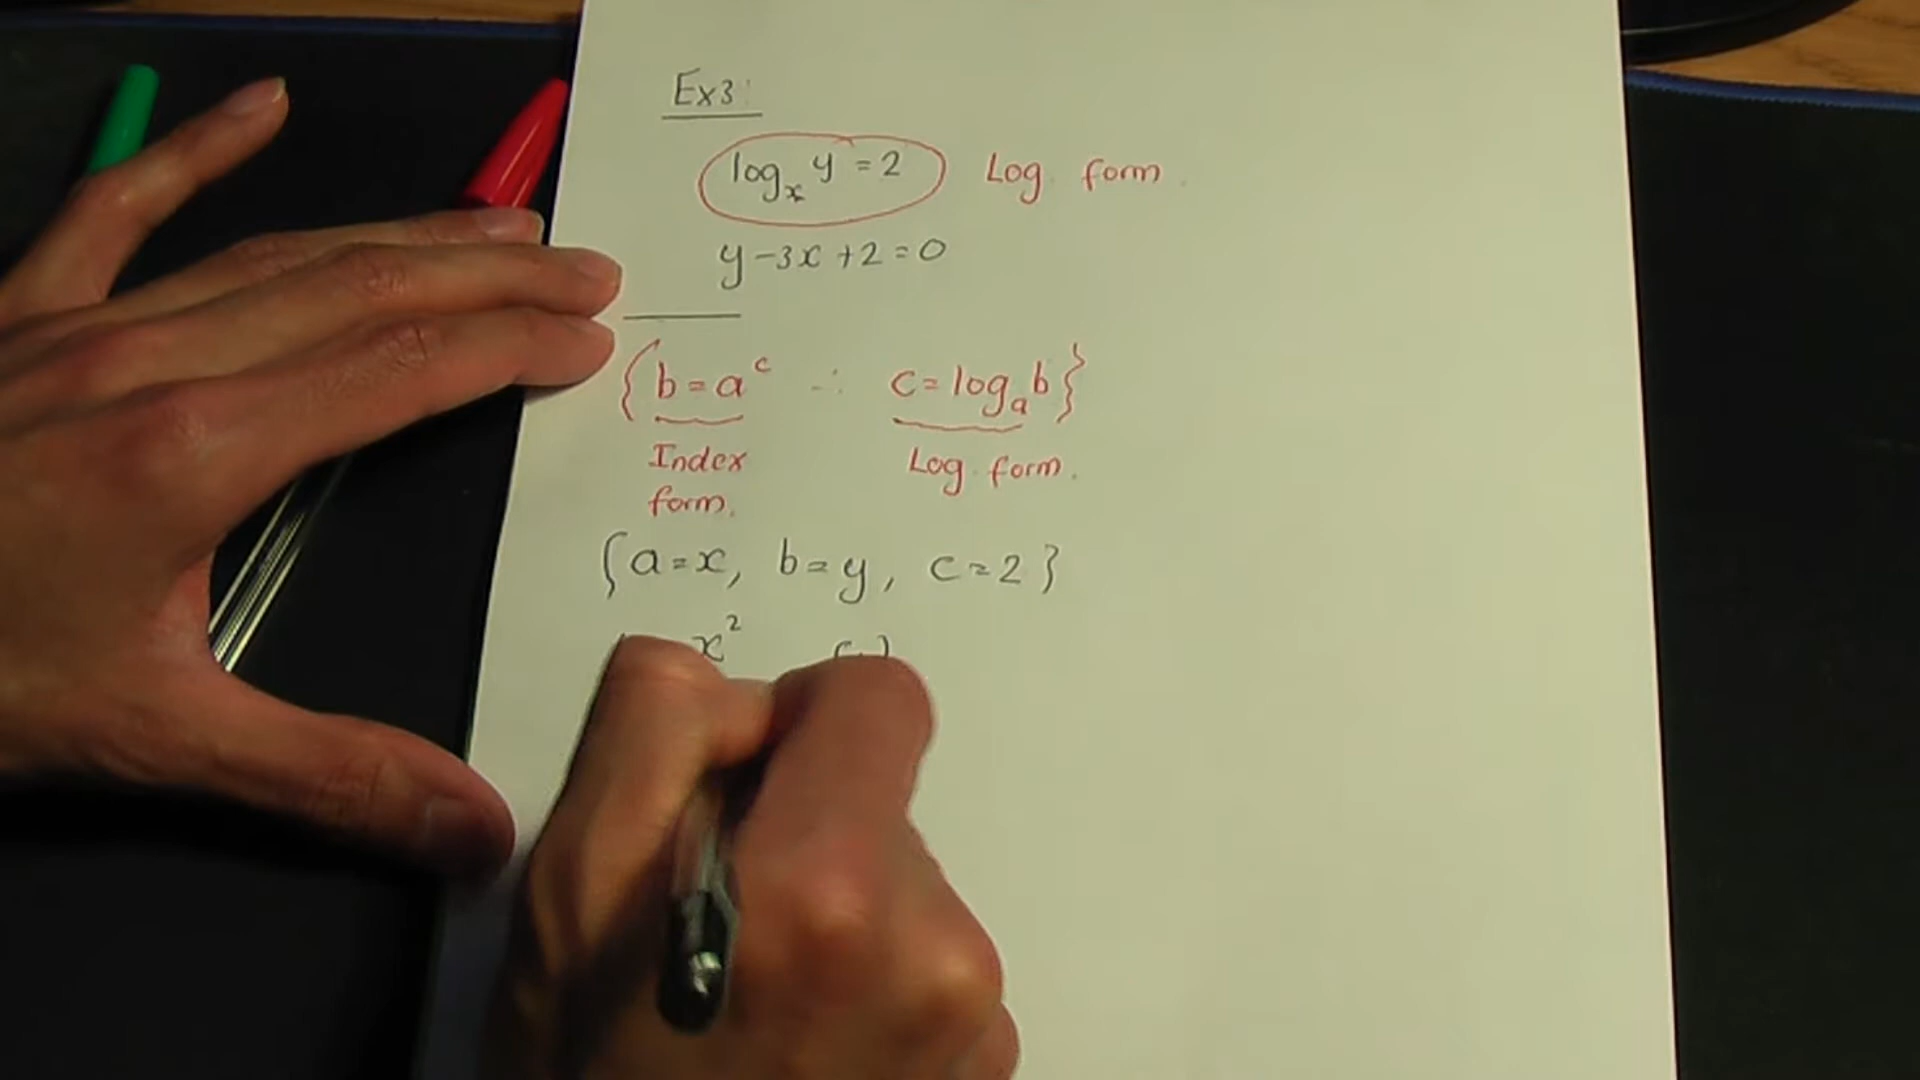 Ex3:
log_x y = 2 Log form.
y - 3x + 2 = 0
{b = a^c ∴ c = log_a b}
Index form. Log form.
{a = x, b = y, c = 2}
x^2